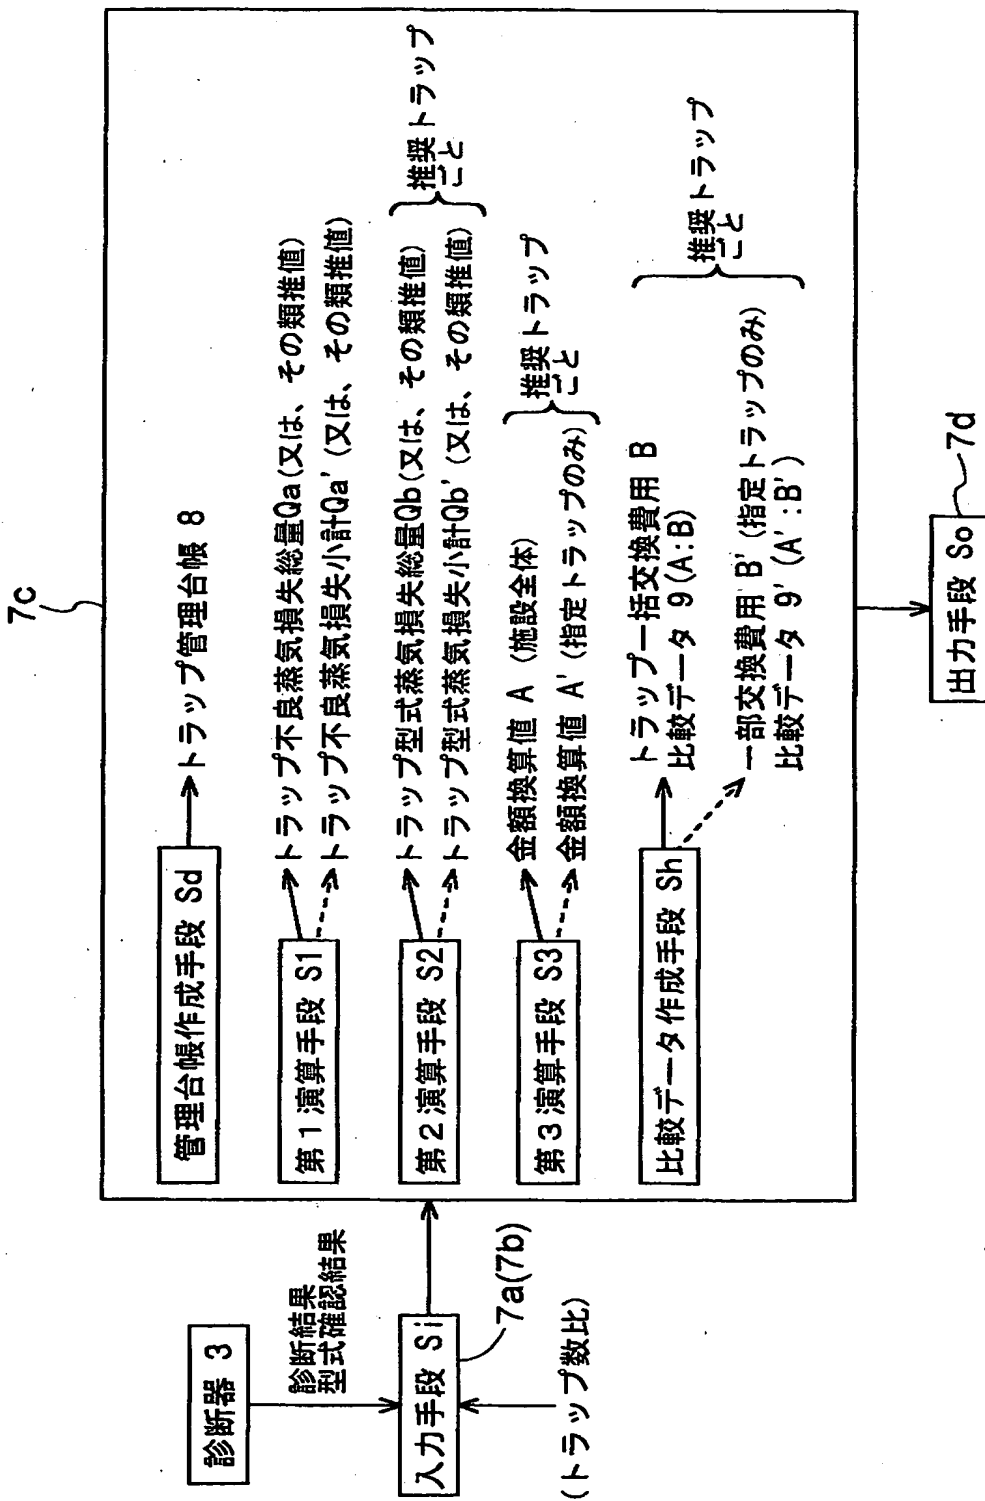 7c
診断器 3
診断結果
型式確認結果
入力手段 Si
7a(7b)
(トラップ数比)
管理台帳作成手段 Sd
トラップ管理台帳 8
第1演算手段 S1
トラップ不良蒸気損失総量Qa(又は、その類推値)
トラップ不良蒸気損失小計Qa'(又は、その類推値)
第2演算手段 S2
トラップ型式蒸気損失総量Qb(又は、その類推値)
トラップ型式蒸気損失小計Qb'(又は、その類推値)
推奨トラップ
ごと
第3演算手段 S3
金額換算値 A (施設全体)
金額換算値 A'(指定トラップのみ)
推奨トラップ
ごと
比較データ作成手段 Sh
トラップ一括交換費用 B
比較データ 9(A:B)
一部交換費用 B'(指定トラップのみ)
比較データ 9'(A':B')
推奨トラップ
ごと
出力手段 So
7d